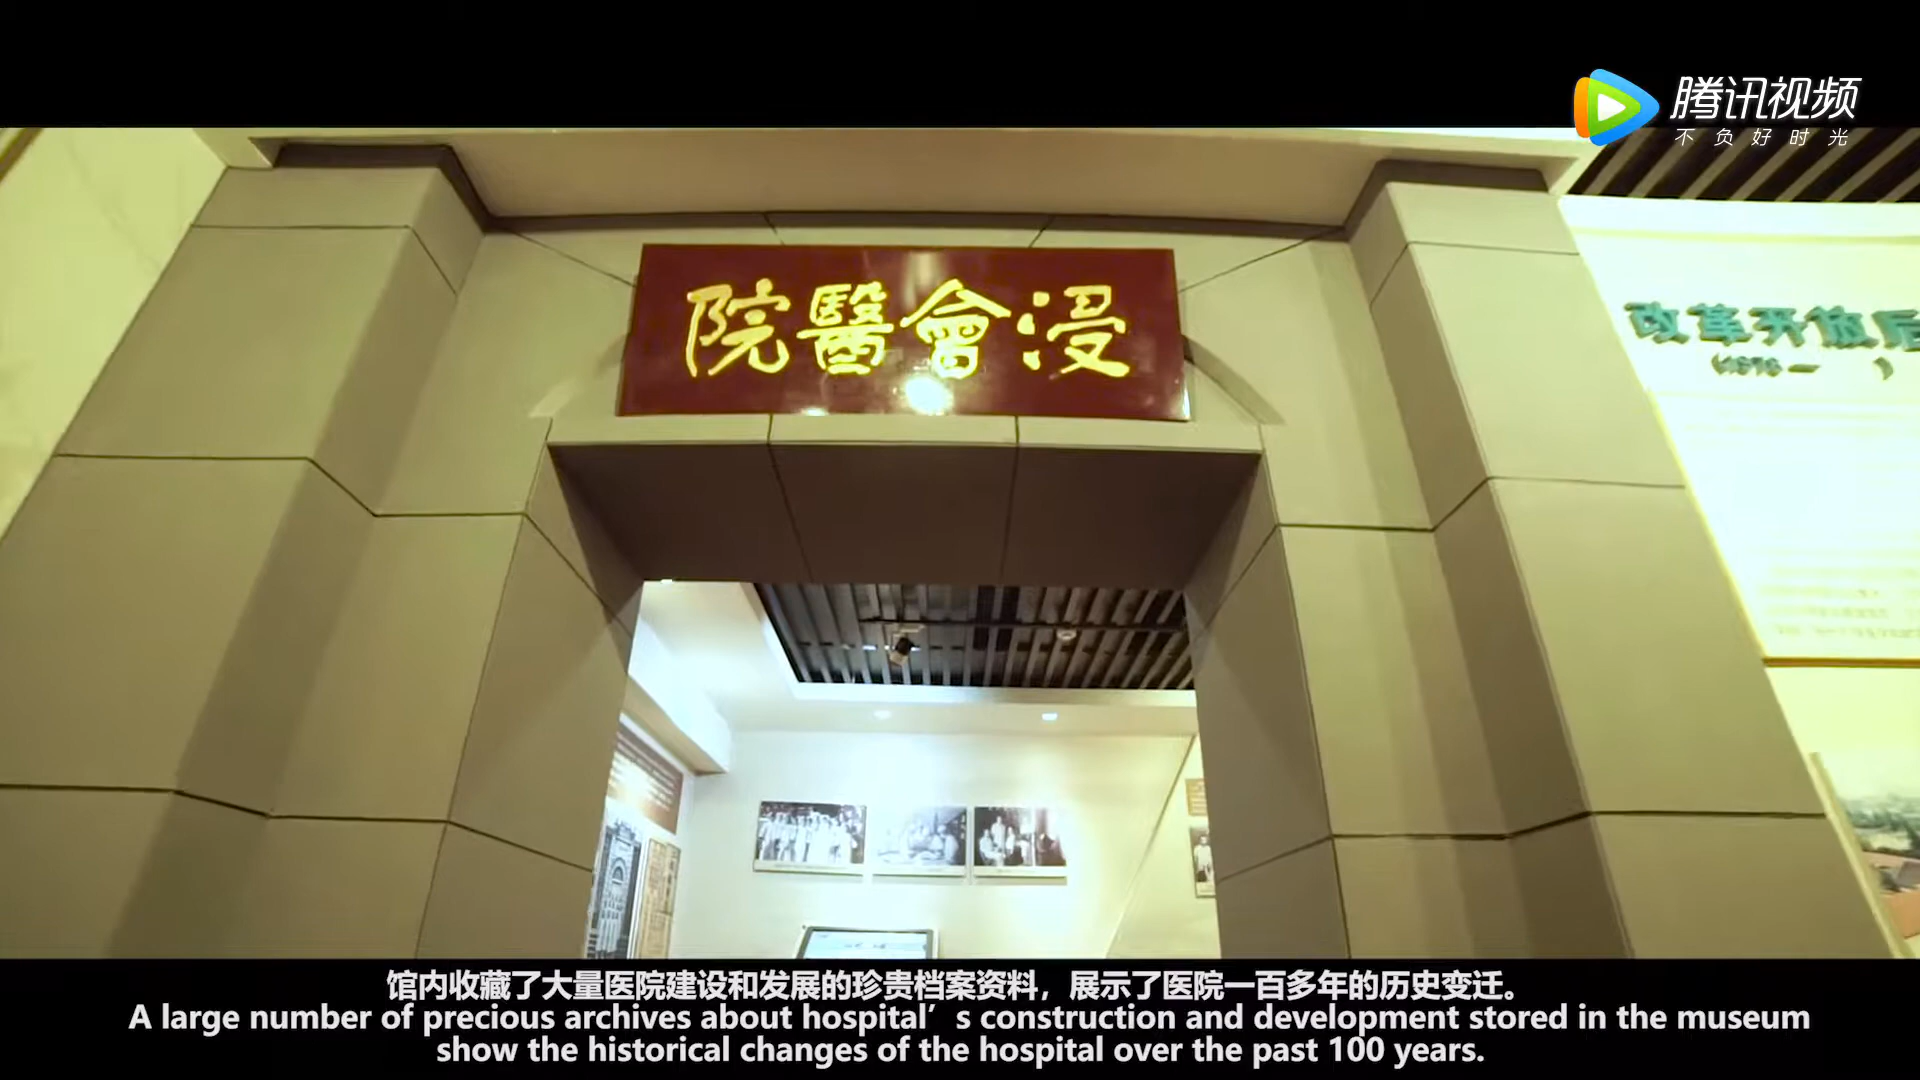 腾讯视频
不负好时光
院醫會浸
改革开放后
(1978—    )
馆内收藏了大量医院建设和发展的珍贵档案资料，展示了医院一百多年的历史变迁。
A large number of precious archives about hospital’s construction and development stored in the museum
show the historical changes of the hospital over the past 100 years.